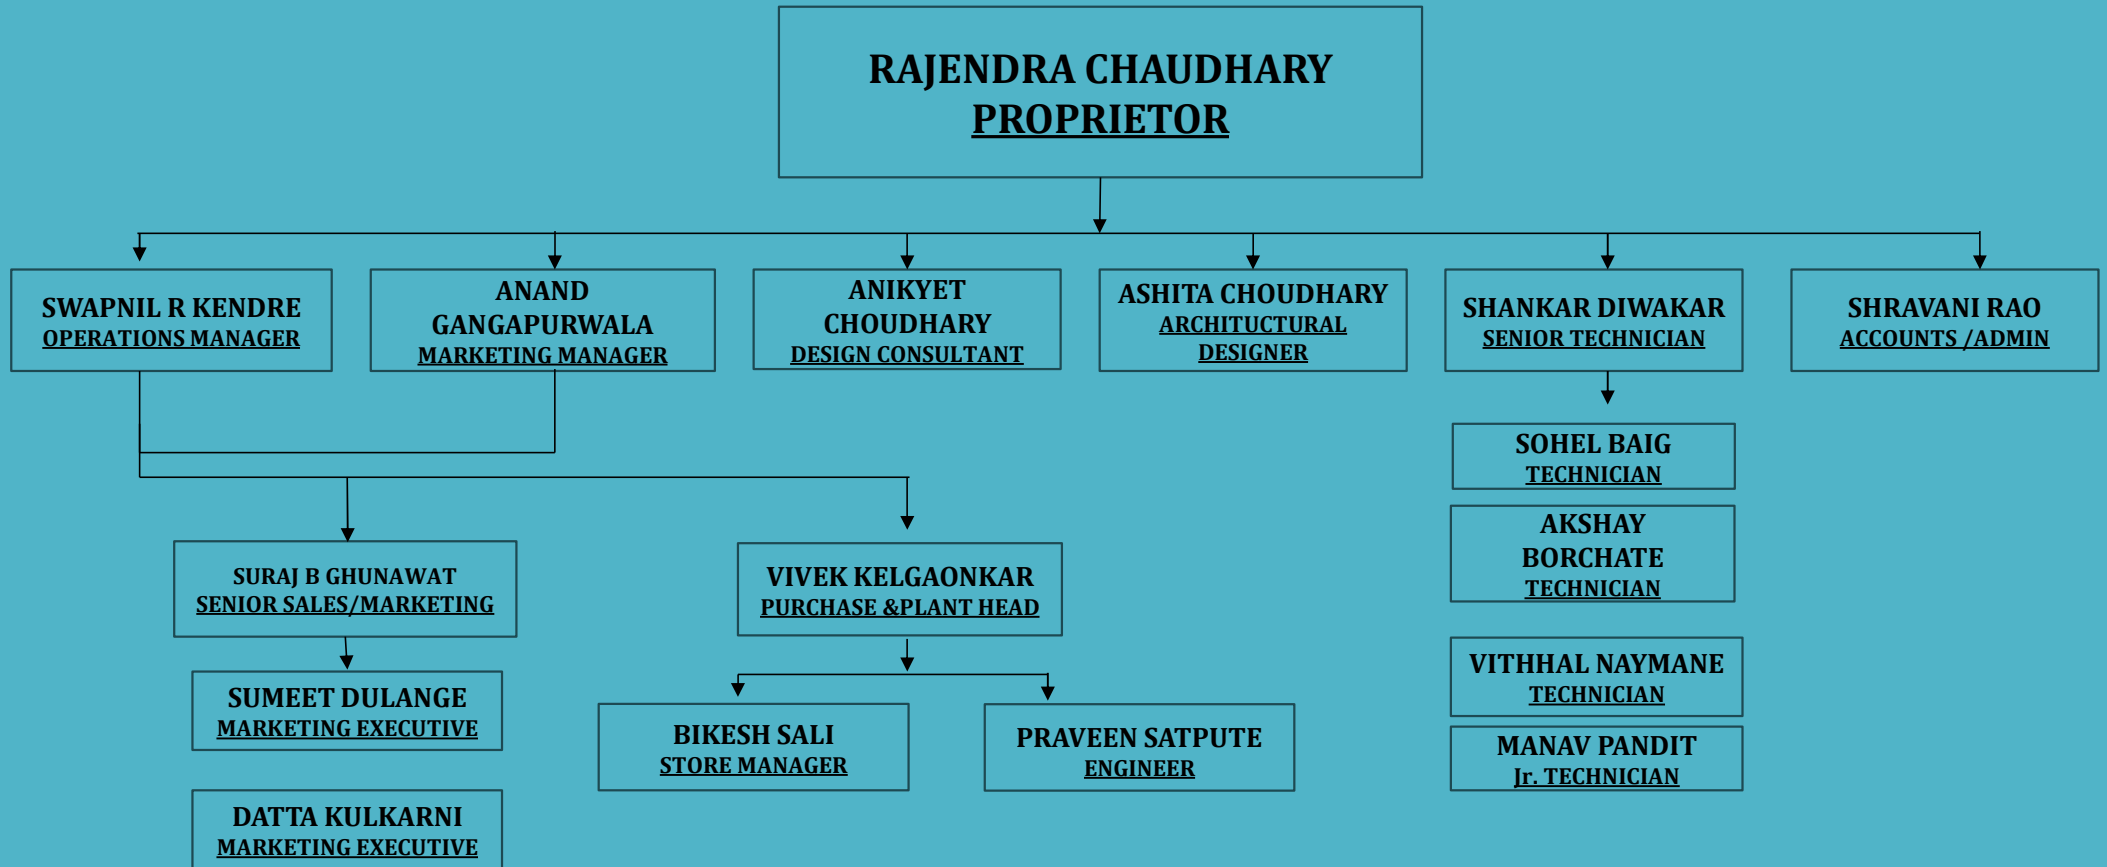 RAJENDRA CHAUDHARY
PROPRIETOR
SWAPNIL R KENDRE
OPERATIONS MANAGER
ANAND
GANGAPURWALA
MARKETING MANAGER
ANIKYET
CHOUDHARY
DESIGN CONSULTANT
ASHITA CHOUDHARY
ARCHITUCTURAL
DESIGNER
SHANKAR DIWAKAR
SENIOR TECHNICIAN
SHRAVANI RAO
ACCOUNTS /ADMIN
SOHEL BAIG
TECHNICIAN
AKSHAY
BORCHATE
TECHNICIAN
SURAJ B GHUNAWAT
SENIOR SALES/MARKETING
VIVEK KELGAONKAR
PURCHASE &PLANT HEAD
VITHHAL NAYMANE
TECHNICIAN
SUMEET DULANGE
MARKETING EXECUTIVE
BIKESH SALI
STORE MANAGER
PRAVEEN SATPUTE
ENGINEER
MANAV PANDIT
Jr. TECHNICIAN
DATTA KULKARNI
MARKETING EXECUTIVE